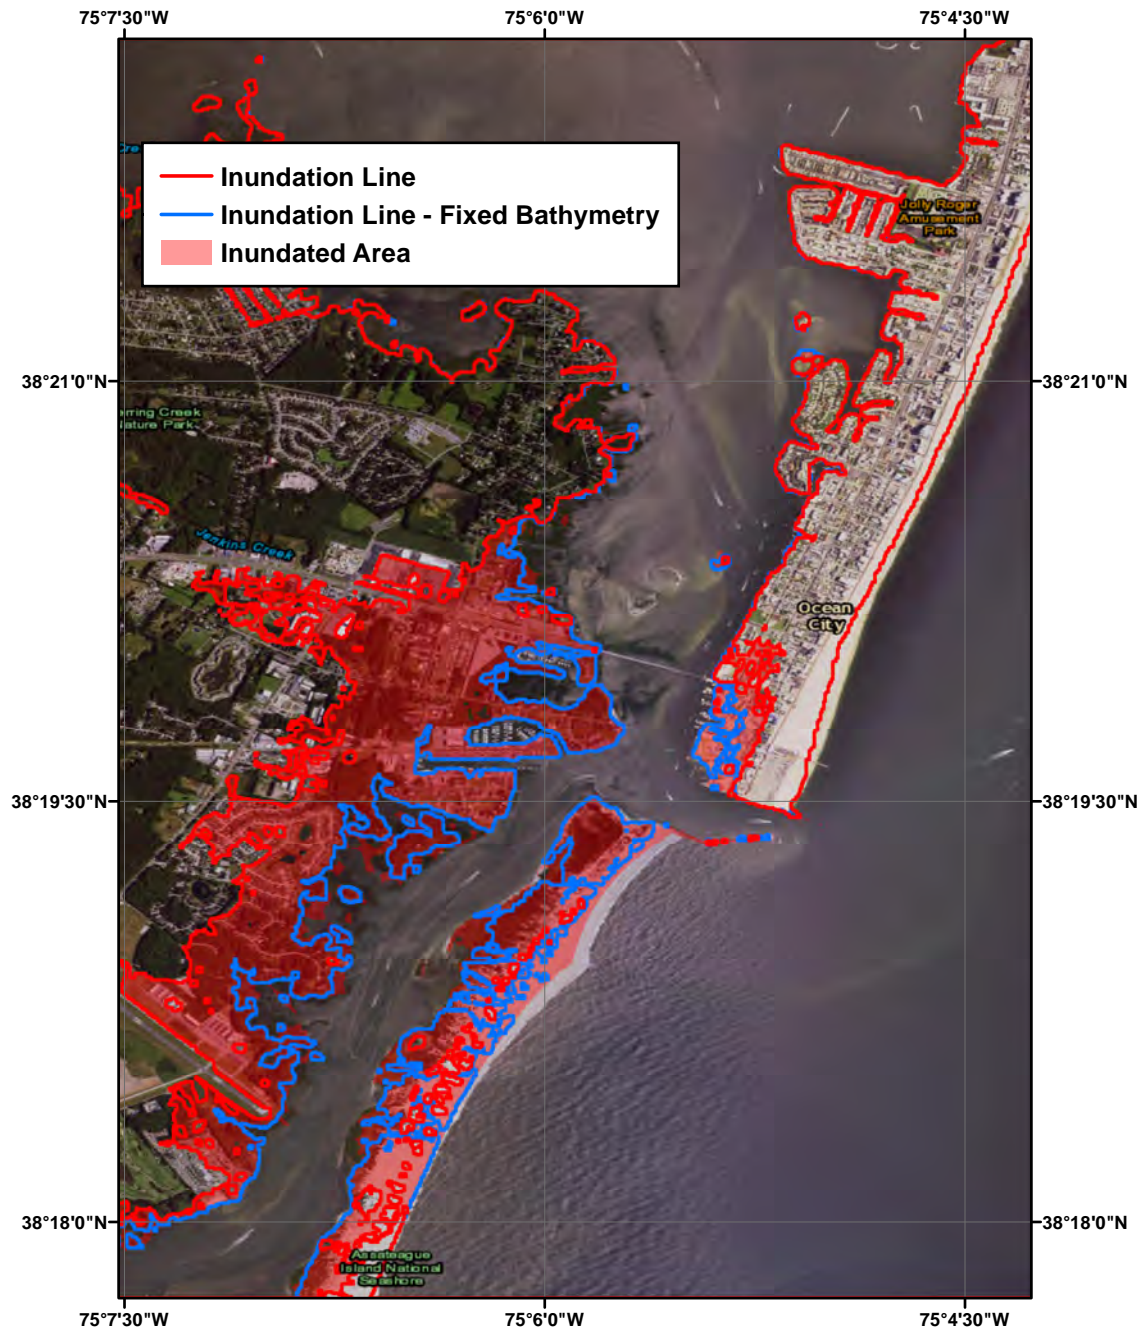 75°7'30"W 75°6'0"W 75°4'30"W
Cre
Inundation Line
Inundation Line - Fixed Bathymetry
Inundated Area
Jolly Roger
Amusement
Park
38°21'0"N 38°21'0"N
erring Creek
Nature Park
Jenkins Creek
Ocean
City
38°19'30"N 38°19'30"N
38°18'0"N 38°18'0"N
Assateague
Island National
Seashore
75°7'30"W 75°6'0"W 75°4'30"W